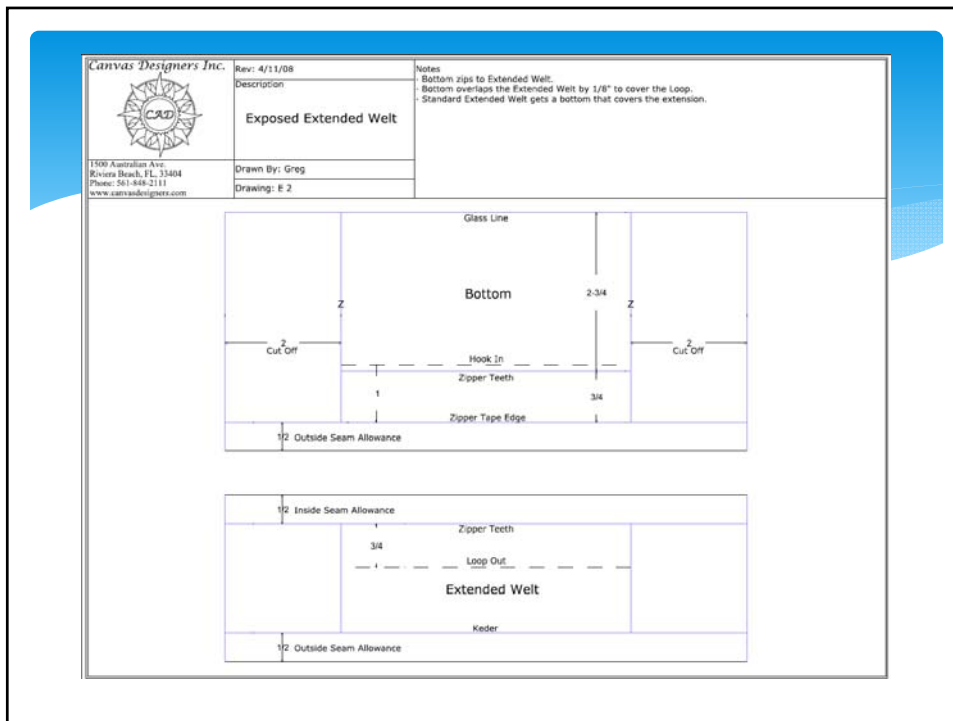 Canvas Designers Inc.
CAD
1500 Australian Ave.
Riviera Beach, FL, 33404
Phone: 561-848-2111
www.canvasdesigners.com
Rev: 4/11/08
Description
Exposed Extended Welt
Drawn By: Greg
Drawing: E 2
Notes
- Bottom zips to Extended Welt.
- Bottom overlaps the Extended Welt by 1/8" to cover the Loop.
- Standard Extended Welt gets a bottom that covers the extension.
Glass Line
Bottom
2-3/4
Z
Z
2
Cut Off
2
Cut Off
Hook In
Zipper Teeth
1
3/4
Zipper Tape Edge
1/2 Outside Seam Allowance
1/2 Inside Seam Allowance
Zipper Teeth
3/4
Loop Out
Extended Welt
Keder
1/2 Outside Seam Allowance